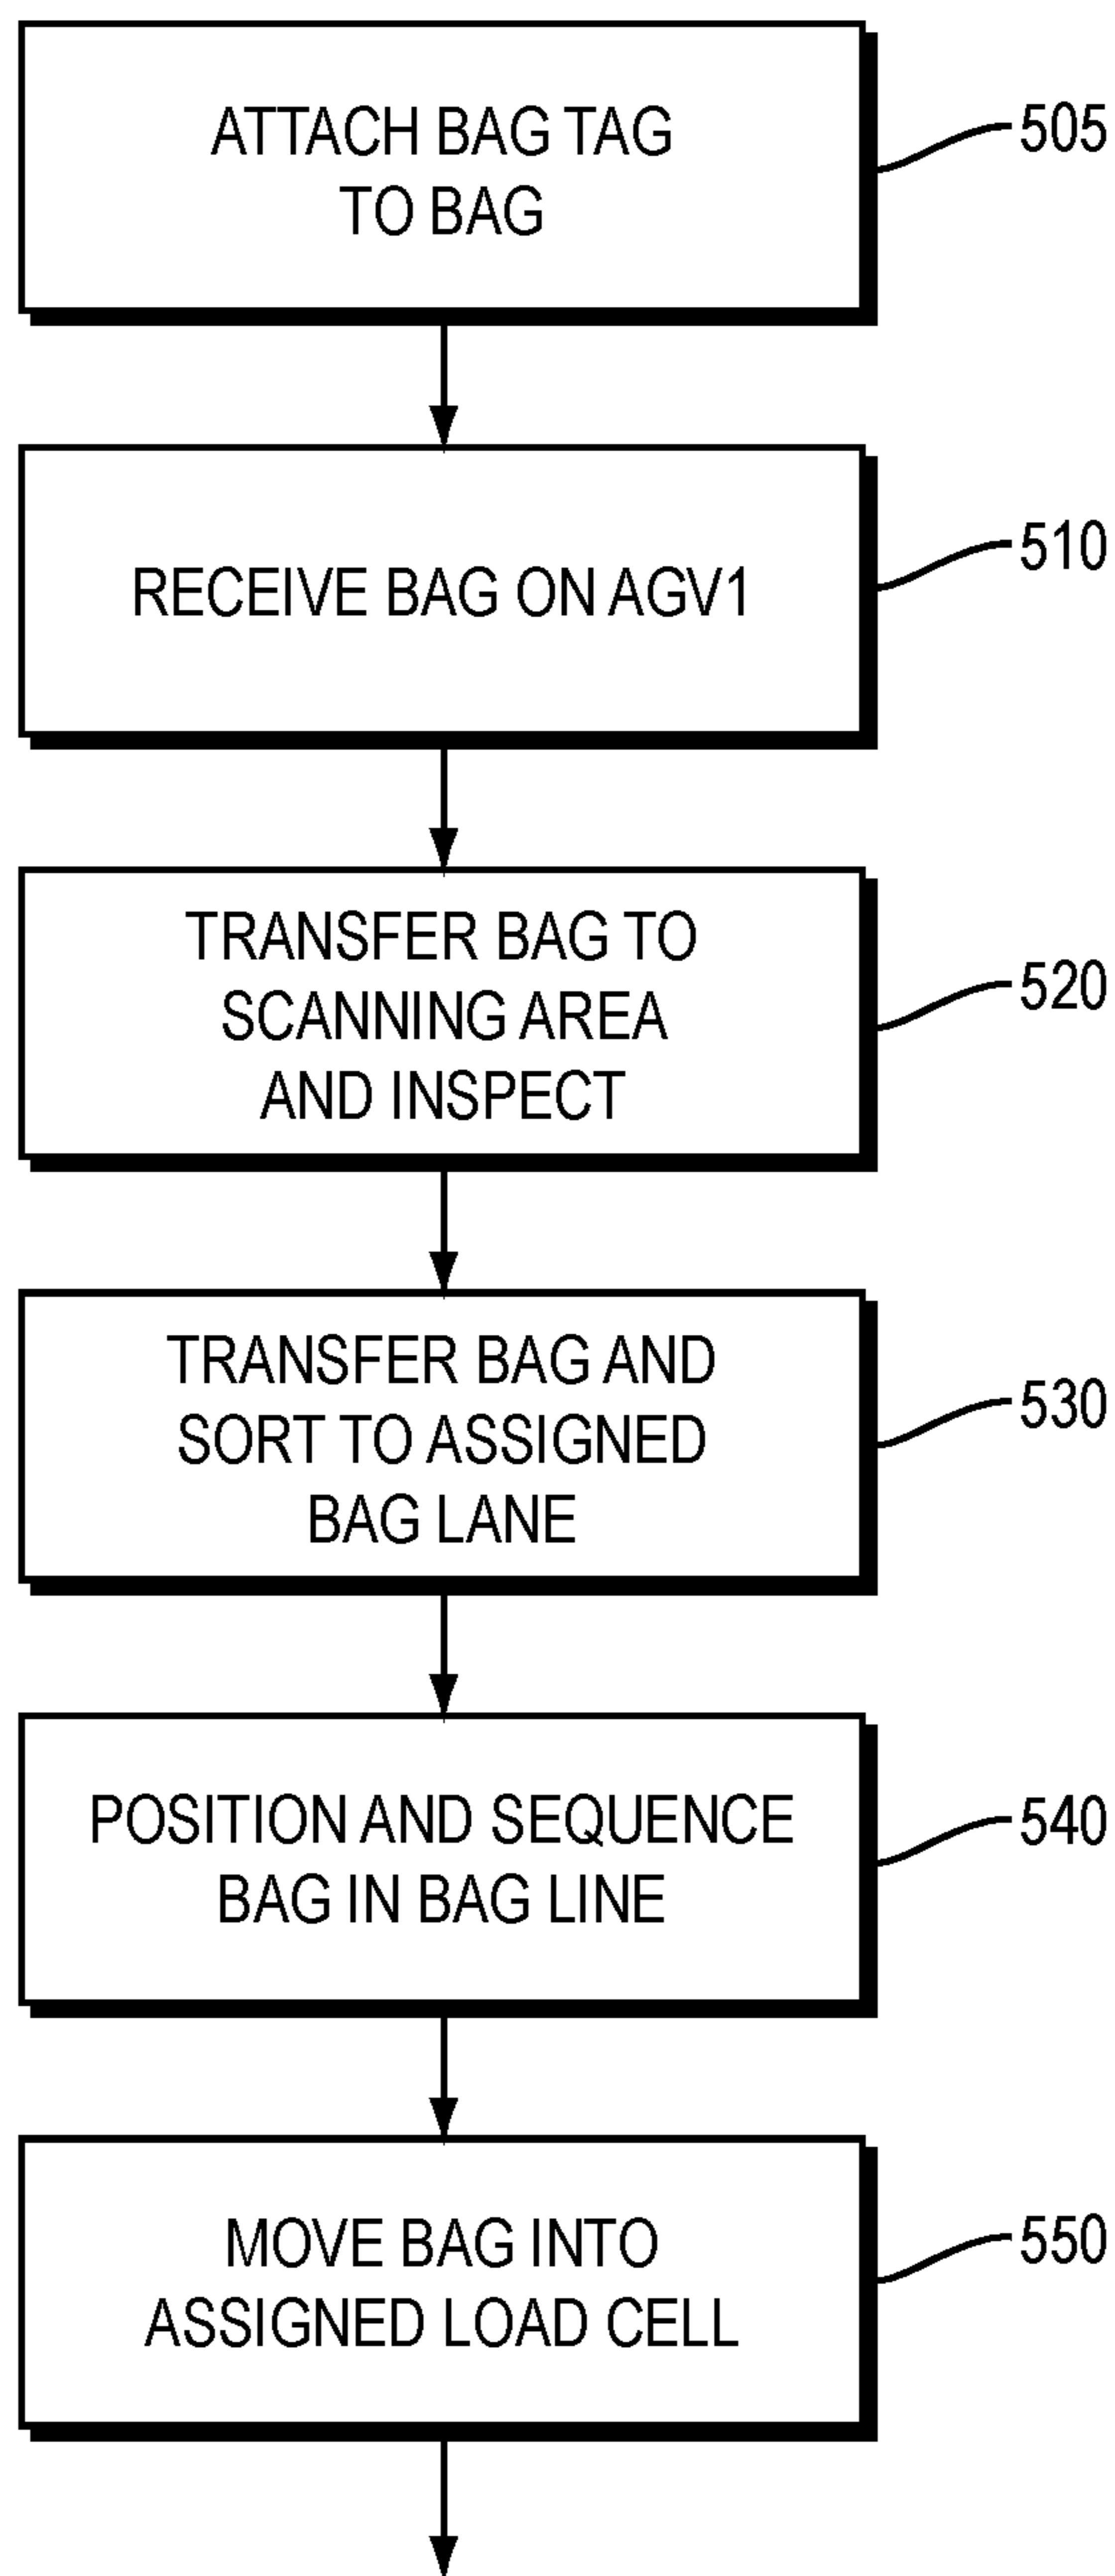 ATTACH BAG TAG
TO BAG
505
RECEIVE BAG ON AGV1
510
TRANSFER BAG TO
SCANNING AREA
AND INSPECT
520
TRANSFER BAG AND
SORT TO ASSIGNED
BAG LANE
530
POSITION AND SEQUENCE
BAG IN BAG LINE
540
MOVE BAG INTO
ASSIGNED LOAD CELL
550